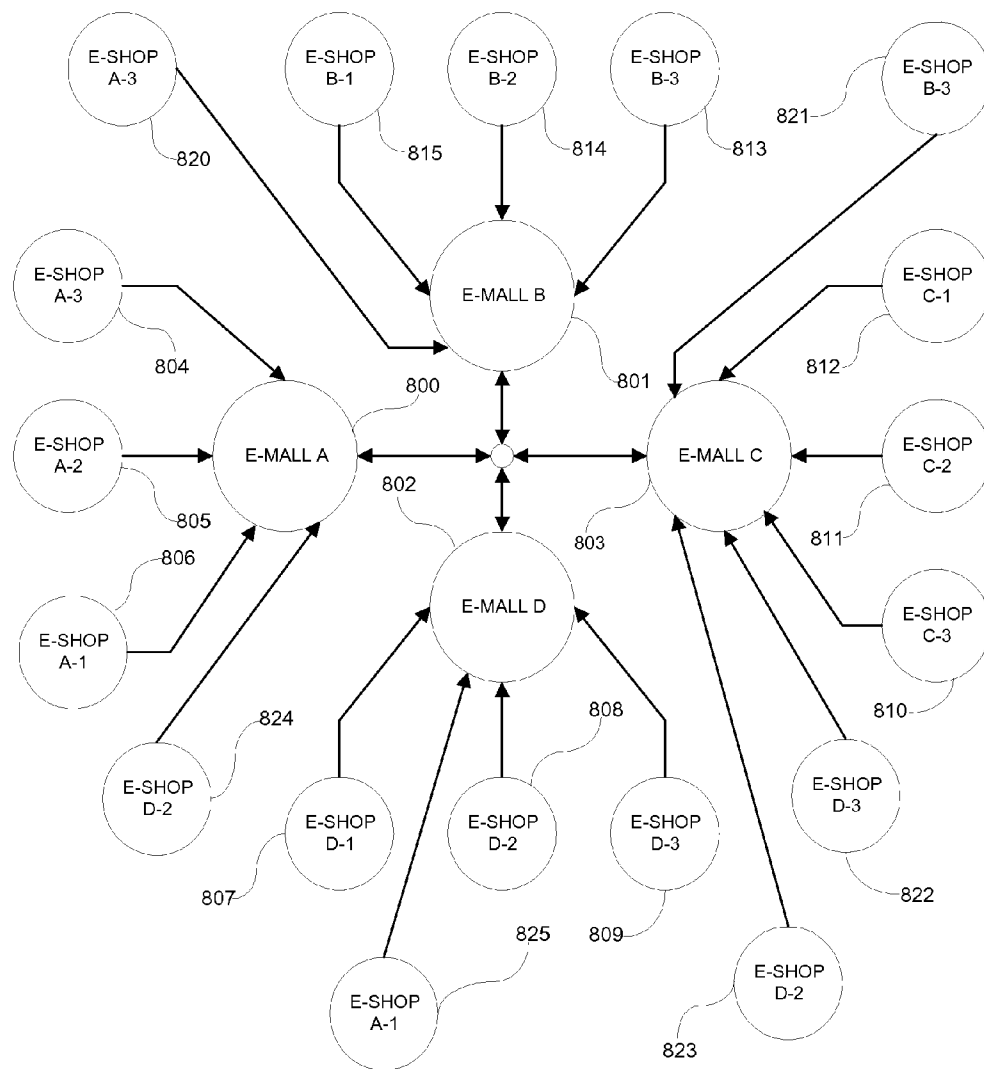 E-SHOP
A-3
E-SHOP
B-1
E-SHOP
B-2
E-SHOP
B-3
E-SHOP
B-3
820
815
814
813
821
E-SHOP
A-3
E-MALL B
E-SHOP
C-1
804
800
801
812
E-SHOP
A-2
E-MALL A
E-MALL C
E-SHOP
C-2
802
805
803
811
806
E-SHOP
A-1
E-MALL D
E-SHOP
C-3
824
808
810
E-SHOP
D-2
E-SHOP
D-1
E-SHOP
D-2
E-SHOP
D-3
E-SHOP
D-3
807
825
809
822
E-SHOP
A-1
E-SHOP
D-2
823